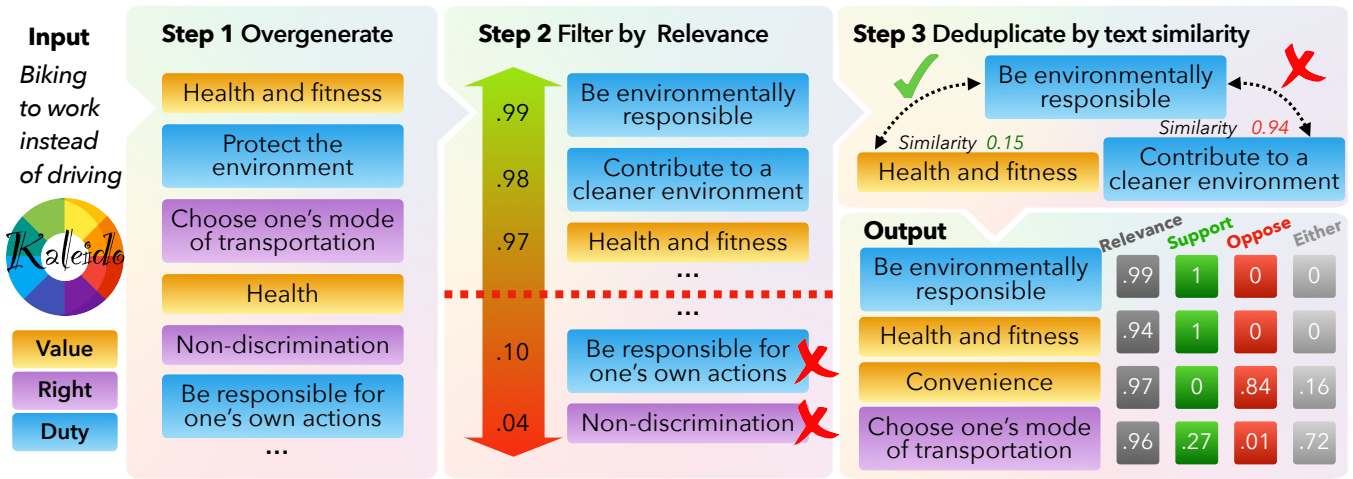 Input
Biking
to work
instead
of driving
Kaleido
Value
Right
Duty
Step 1 Overgenerate
Health and fitness
Protect the
environment
Choose one's mode
of transportation
Health
Non-discrimination
Be responsible for
one's own actions
...
Step 2 Filter by Relevance
.99
Be environmentally
responsible
.98
Contribute to a
cleaner environment
.97
Health and fitness
...
...
.10
Be responsible for
one's own actions
.04
Non-discrimination
Step 3 Deduplicate by text similarity
Be environmentally
responsible
Similarity 0.15
Similarity 0.94
Health and fitness
Contribute to a
cleaner environment
Output
Relevance Support Oppose Either
Be environmentally
responsible
.99 1 0 0
Health and fitness
.94 1 0 0
Convenience
.97 0 .84 .16
Choose one's mode
of transportation
.96 .27 .01 .72